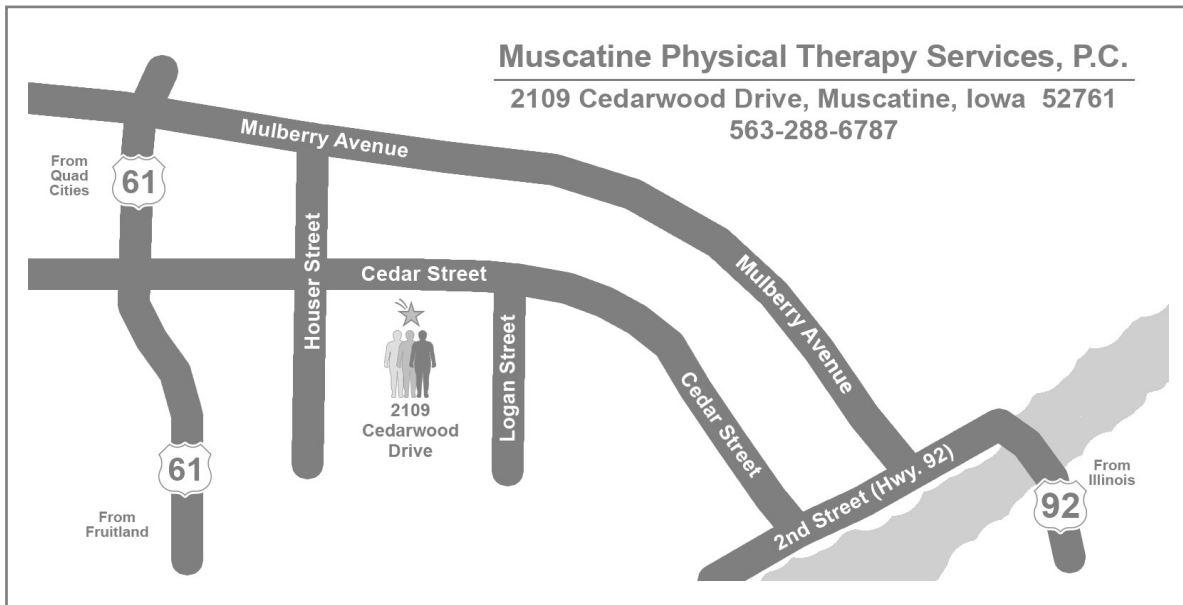 Muscatine Physical Therapy Services, P.C.
2109 Cedarwood Drive, Muscatine, Iowa 52761
563-288-6787
Mulberry Avenue
From
Quad
Cities
61
Houser Street
Cedar Street
Mulberry Avenue
Logan Street
Cedar Street
2109
Cedarwood
Drive
61
From
Fruitland
2nd Street (Hwy. 92)
From
Illinois
92